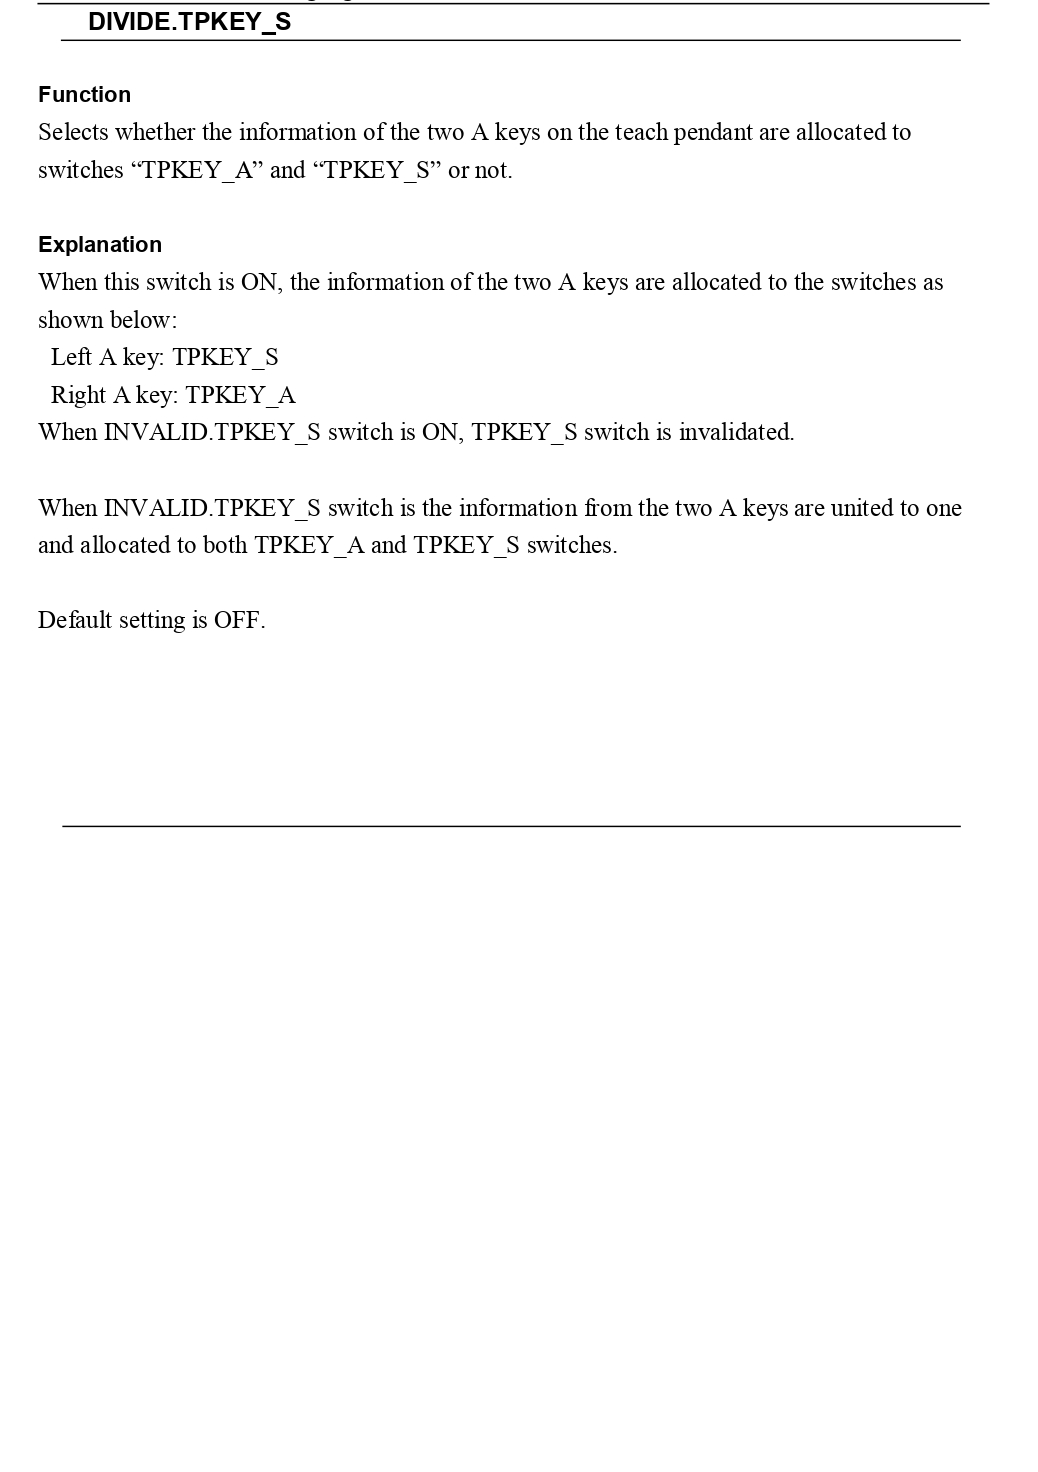 DIVIDE.TPKEY_S
Function
Selects whether the information of the two A keys on the teach pendant are allocated to
switches “TPKEY_A” and “TPKEY_S” or not.
Explanation
When this switch is ON, the information of the two A keys are allocated to the switches as
shown below:
Left A key: TPKEY_S
Right A key: TPKEY_A
When INVALID.TPKEY_S switch is ON, TPKEY_S switch is invalidated.
When INVALID.TPKEY_S switch is the information from the two A keys are united to one
and allocated to both TPKEY_A and TPKEY_S switches.
Default setting is OFF.